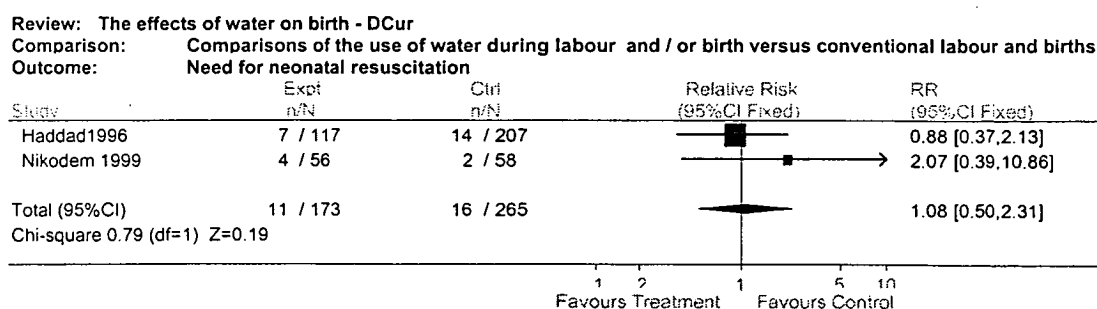 Review: The effects of water on birth - DCur
Comparison: Comparisons of the use of water during labour and / or birth versus conventional labour and births
Outcome: Need for neonatal resuscitation
Expt Ctrl Relative Risk RR
Study n/N n/N (95%CI Fixed) (95%CI Fixed)
Haddad1996 7 / 117 14 / 207 0.88 [0.37,2.13]
Nikodem 1999 4 / 56 2 / 58 2.07 [0.39,10.86]
Total (95%CI) 11 / 173 16 / 265 1.08 [0.50,2.31]
Chi-square 0.79 (df=1) Z=0.19
1 2 1 5 10
Favours Treatment Favours Control